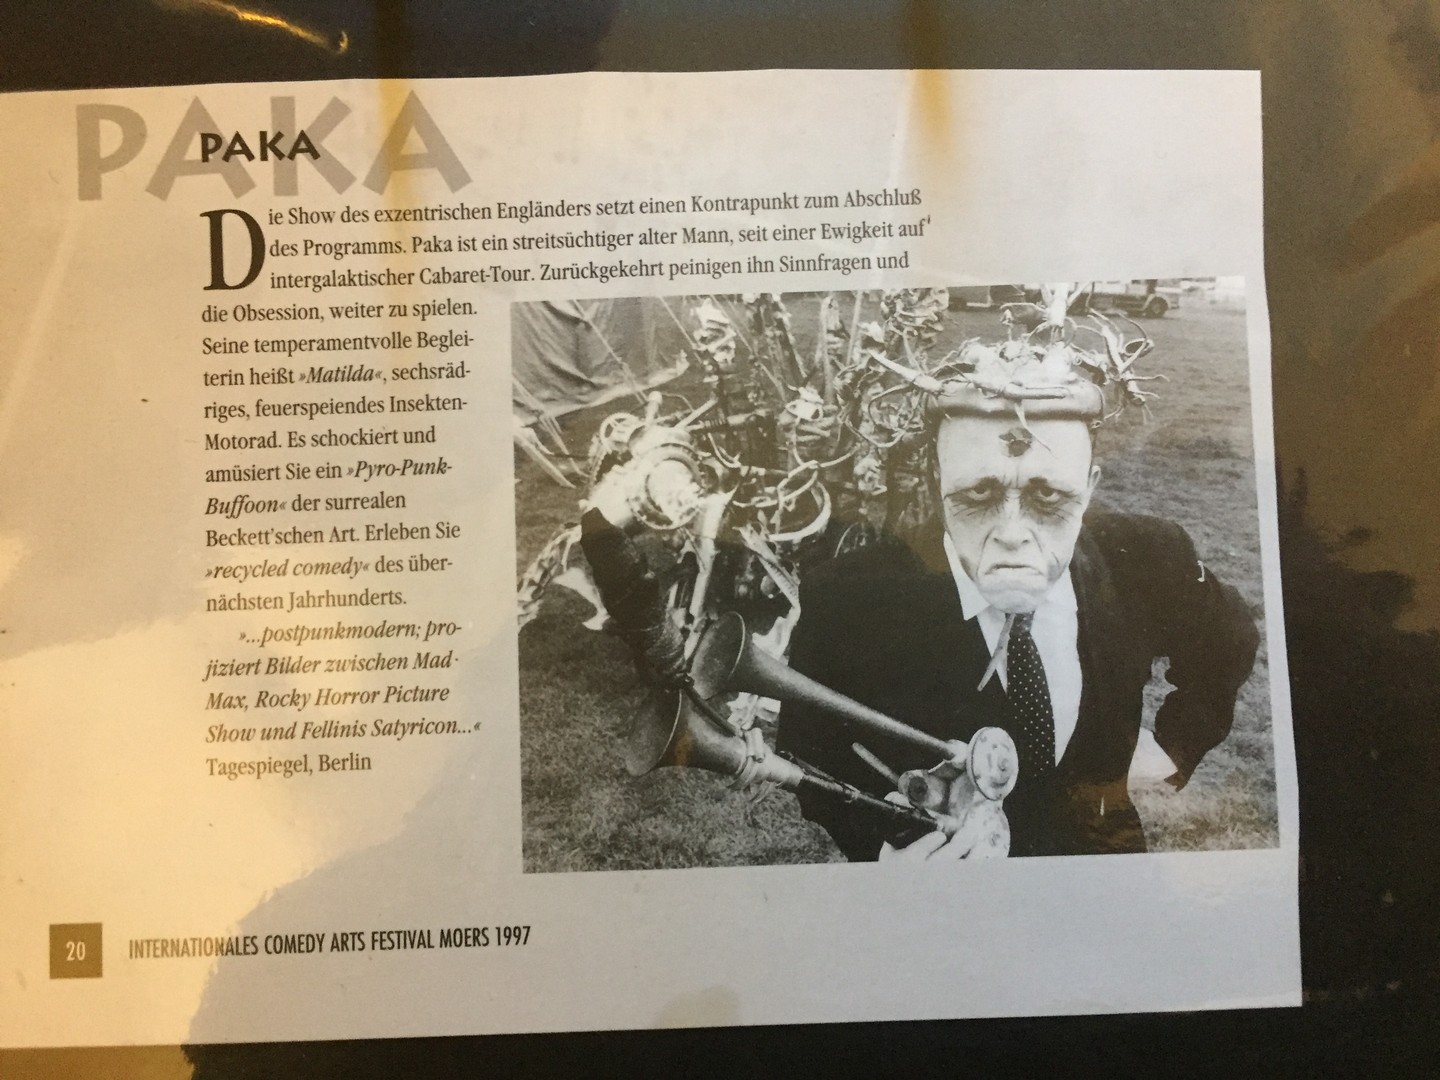 PAKA
PAKA
Die Show des exzentrischen Engländers setzt einen Kontrapunkt zum Abschluß
des Programms. Paka ist ein streitsüchtiger alter Mann, seit einer Ewigkeit auf
intergalaktischer Cabaret-Tour. Zurückgekehrt peinigen ihn Sinnfragen und
die Obsession, weiter zu spielen.
Seine temperamentvolle Beglei-
terin heißt »Matilda«, sechsräd-
riges, feuerspeiendes Insekten-
Motorad. Es schockiert und
amüsiert Sie ein »Pyro-Punk-
Buffoon« der surrealen
Beckett'schen Art. Erleben Sie
»recycled comedy« des über-
nächsten Jahrhunderts.
»...postpunkmodern; pro-
jiziert Bilder zwischen Mad-
Max, Rocky Horror Picture
Show und Fellinis Satyricon...«
Tagespiegel, Berlin
20 INTERNATIONALES COMEDY ARTS FESTIVAL MOERS 1997